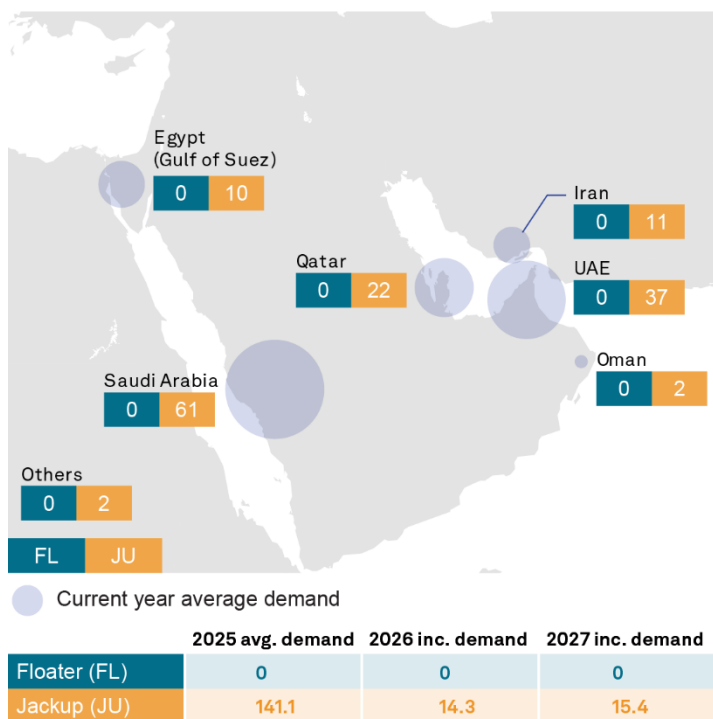 Egypt
(Gulf of Suez)
0 10
Iran
0 11
Qatar
0 22
UAE
0 37
Oman
0 2
Saudi Arabia
0 61
Others
0 2
FL JU
Current year average demand
2025 avg. demand 2026 inc. demand 2027 inc. demand
Floater (FL) 0 0 0
Jackup (JU) 141.1 14.3 15.4